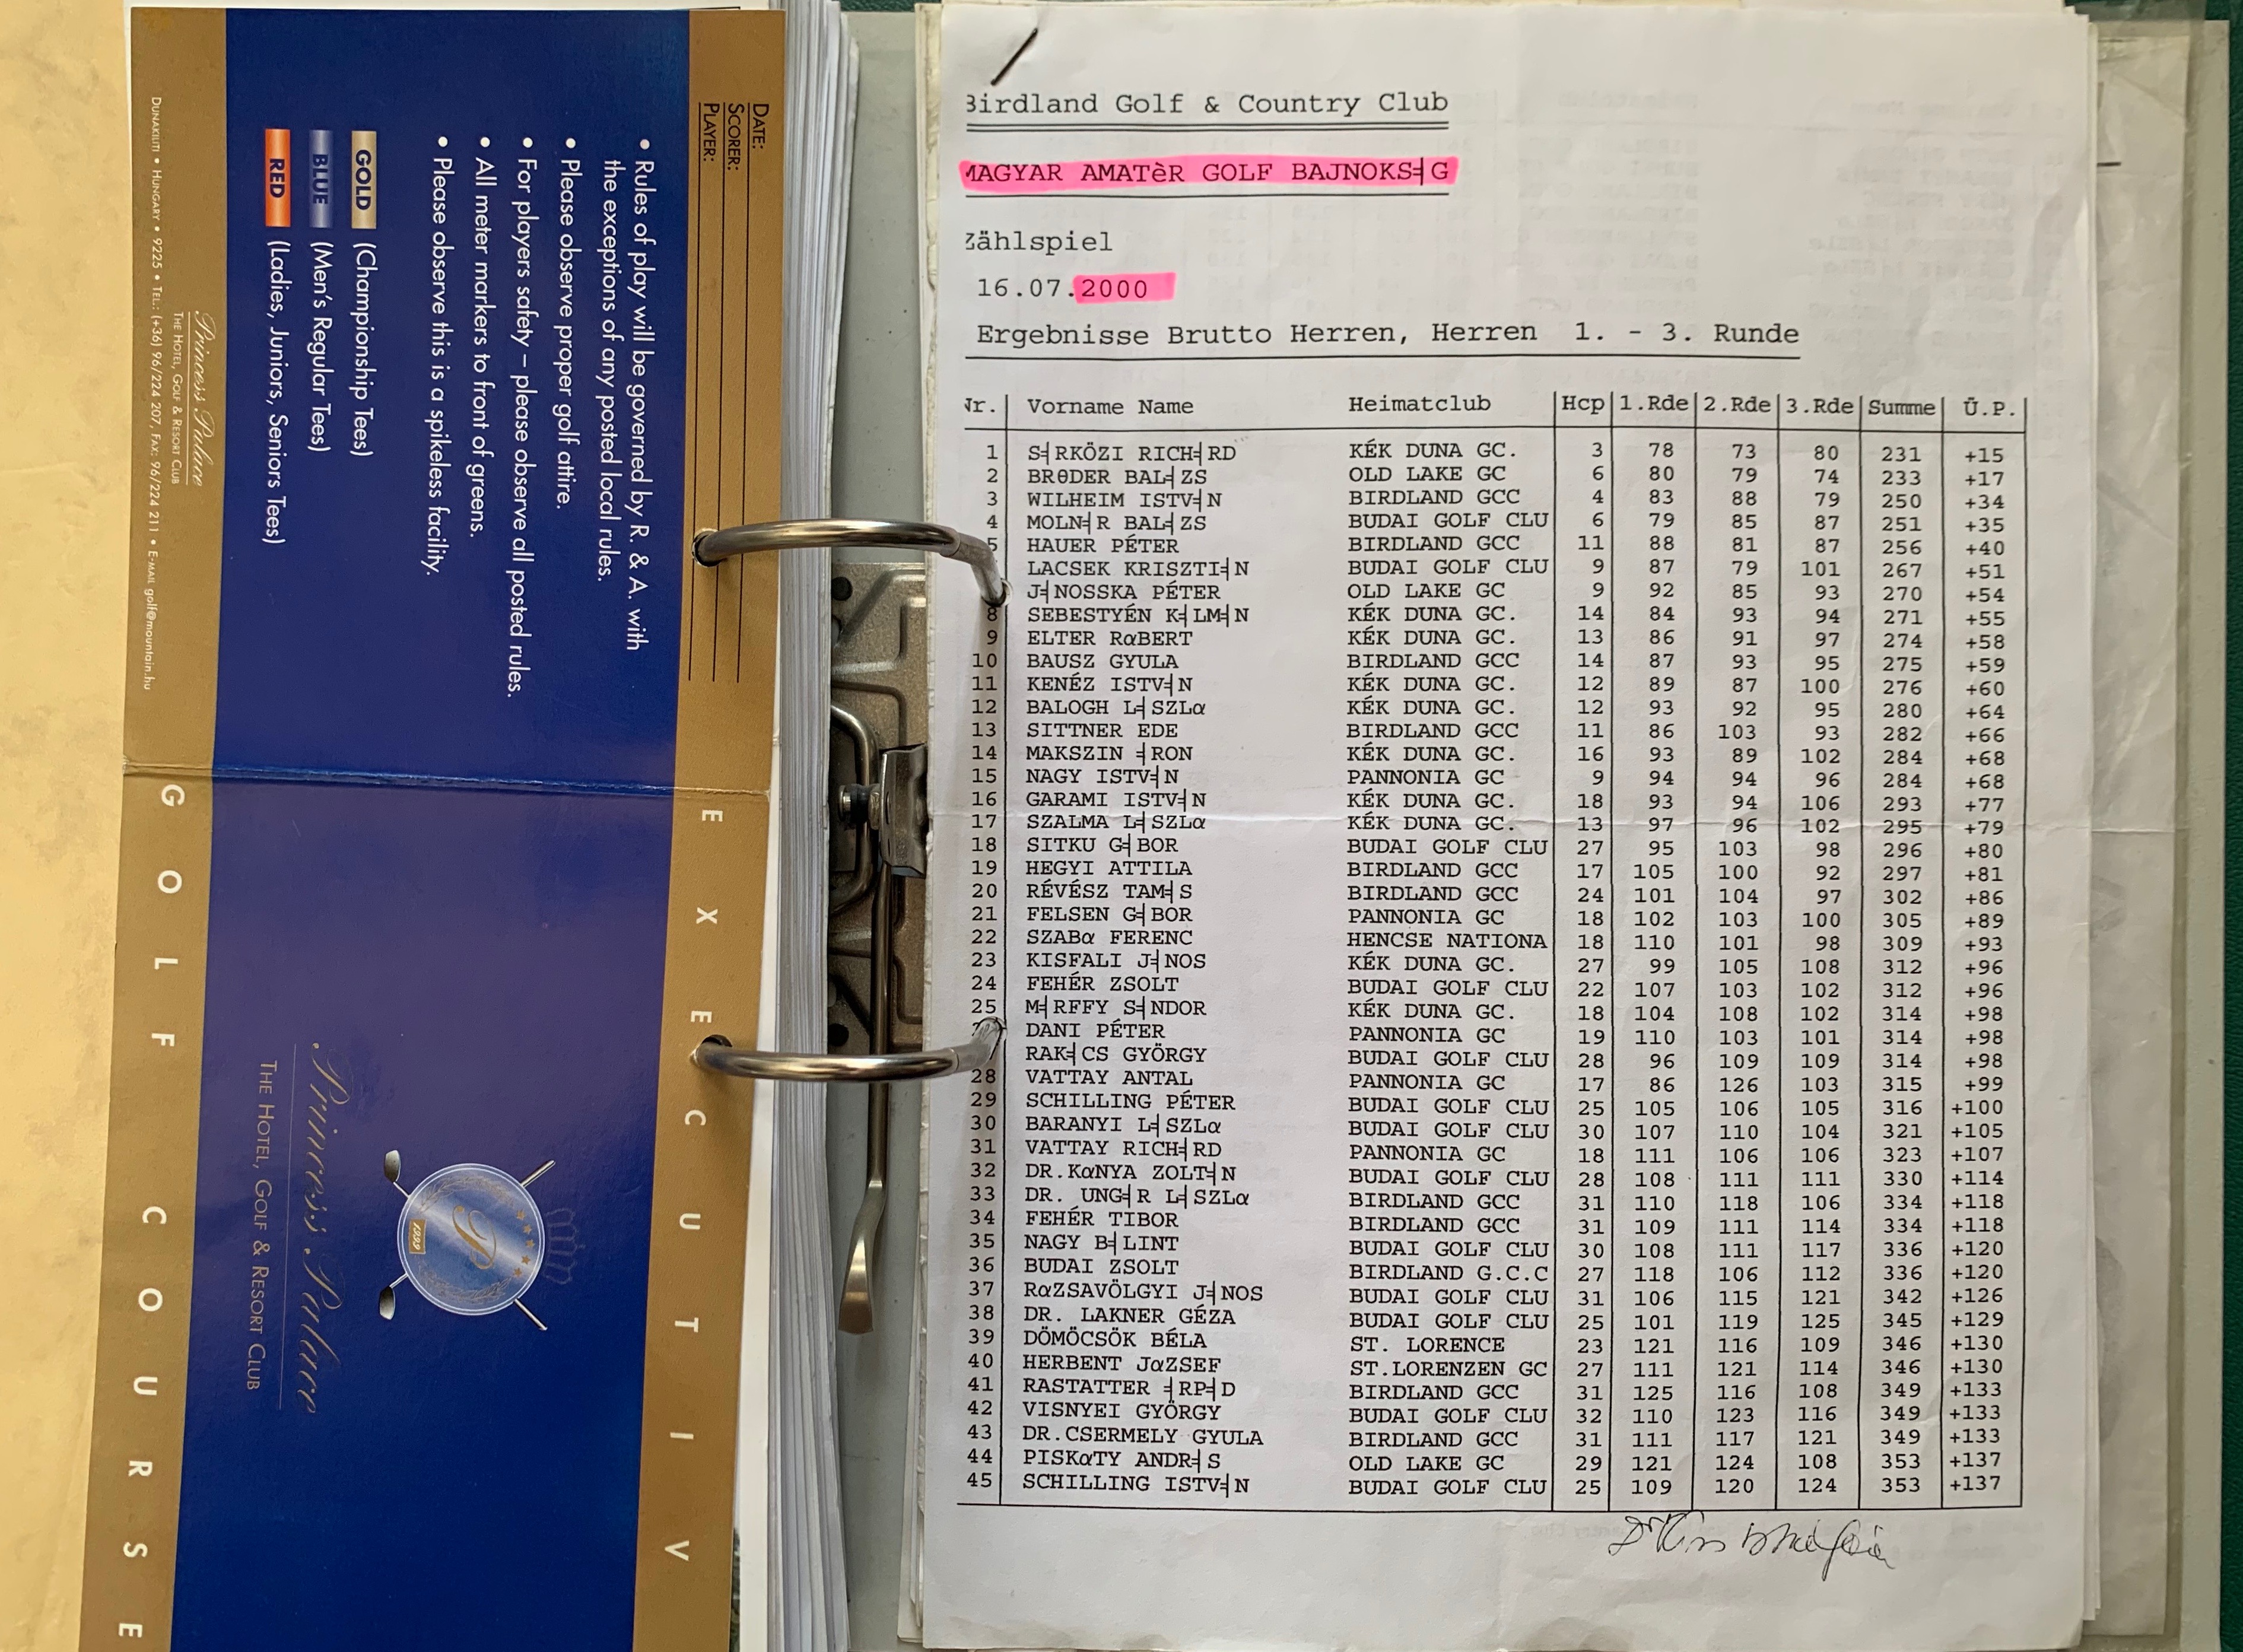 DATE:
SCORER:
PLAYER:
• Rules of play will be governed by R. & A. with
the exceptions of any posted local rules.
• Please observe proper golf attire.
• For players safety – please observe all posted rules.
• All meter markers to front of greens.
• Please observe this is a spikeless facility.
GOLD (Championship Tees)
BLUE (Men's Regular Tees)
RED (Ladies, Juniors, Seniors Tees)
Princess Palace
THE HOTEL, GOLF & RESORT CLUB
DUNAKILITI • HUNGARY • 9225 • TEL.: (+36) 96/224 207, FAX: 96/224 211 • E-MAIL golf@mountain.hu
EXECUTIVE
P
1999
Princess Palace
THE HOTEL, GOLF & RESORT CLUB
GOLF COURSE
Birdland Golf & Country Club
MAGYAR AMATèR GOLF BAJNOKS╡G
Zählspiel
16.07.2000
Ergebnisse Brutto Herren, Herren 1. - 3. Runde
Nr. Vorname Name Heimatclub Hcp 1.Rde 2.Rde 3.Rde Summe Ü.P.
1 S╡RKÖZI RICH╡RD KÉK DUNA GC. 3 78 73 80 231 +15
2 BRθDER BAL╡ZS OLD LAKE GC 6 80 79 74 233 +17
3 WILHEIM ISTV╡N BIRDLAND GCC 4 83 88 79 250 +34
4 MOLN╡R BAL╡ZS BUDAI GOLF CLU 6 79 85 87 251 +35
5 HAUER PÉTER BIRDLAND GCC 11 88 81 87 256 +40
LACSEK KRISZTI╡N BUDAI GOLF CLU 9 87 79 101 267 +51
J╡NOSSKA PÉTER OLD LAKE GC 9 92 85 93 270 +54
8 SEBESTYÉN K╡LM╡N KÉK DUNA GC. 14 84 93 94 271 +55
9 ELTER RαBERT KÉK DUNA GC. 13 86 91 97 274 +58
10 BAUSZ GYULA BIRDLAND GCC 14 87 93 95 275 +59
11 KENÉZ ISTV╡N KÉK DUNA GC. 12 89 87 100 276 +60
12 BALOGH L╡SZLα KÉK DUNA GC. 12 93 92 95 280 +64
13 SITTNER EDE BIRDLAND GCC 11 86 103 93 282 +66
14 MAKSZIN ╡RON KÉK DUNA GC. 16 93 89 102 284 +68
15 NAGY ISTV╡N PANNONIA GC 9 94 94 96 284 +68
16 GARAMI ISTV╡N KÉK DUNA GC. 18 93 94 106 293 +77
17 SZALMA L╡SZLα KÉK DUNA GC. 13 97 96 102 295 +79
18 SITKU G╡BOR BUDAI GOLF CLU 27 95 103 98 296 +80
19 HEGYI ATTILA BIRDLAND GCC 17 105 100 92 297 +81
20 RÉVÉSZ TAM╡S BIRDLAND GCC 24 101 104 97 302 +86
21 FELSEN G╡BOR PANNONIA GC 18 102 103 100 305 +89
22 SZABα FERENC HENCSE NATIONA 18 110 101 98 309 +93
23 KISFALI J╡NOS KÉK DUNA GC. 27 99 105 108 312 +96
24 FEHÉR ZSOLT BUDAI GOLF CLU 22 107 103 102 312 +96
25 M╡RFFY S╡NDOR KÉK DUNA GC. 18 104 108 102 314 +98
DANI PÉTER PANNONIA GC 19 110 103 101 314 +98
RAK╡CS GYÖRGY BUDAI GOLF CLU 28 96 109 109 314 +98
28 VATTAY ANTAL PANNONIA GC 17 86 126 103 315 +99
29 SCHILLING PÉTER BUDAI GOLF CLU 25 105 106 105 316 +100
30 BARANYI L╡SZLα BUDAI GOLF CLU 30 107 110 104 321 +105
31 VATTAY RICH╡RD PANNONIA GC 18 111 106 106 323 +107
32 DR.KαNYA ZOLT╡N BUDAI GOLF CLU 28 108 111 111 330 +114
33 DR. UNG╡R L╡SZLα BIRDLAND GCC 31 110 118 106 334 +118
34 FEHÉR TIBOR BIRDLAND GCC 31 109 111 114 334 +118
35 NAGY B╡LINT BUDAI GOLF CLU 30 108 111 117 336 +120
36 BUDAI ZSOLT BIRDLAND G.C.C 27 118 106 112 336 +120
37 RαZSAVÖLGYI J╡NOS BUDAI GOLF CLU 31 106 115 121 342 +126
38 DR. LAKNER GÉZA BUDAI GOLF CLU 25 101 119 125 345 +129
39 DÖMÖCSÖK BÉLA ST. LORENCE 23 121 116 109 346 +130
40 HERBENT JαZSEF ST.LORENZEN GC 27 111 121 114 346 +130
41 RASTATTER ╡RP╡D BIRDLAND GCC 31 125 116 108 349 +133
42 VISNYEI GYÖRGY BUDAI GOLF CLU 32 110 123 116 349 +133
43 DR.CSERMELY GYULA BIRDLAND GCC 31 111 117 121 349 +133
44 PISKαTY ANDR╡S OLD LAKE GC 29 121 124 108 353 +137
45 SCHILLING ISTV╡N BUDAI GOLF CLU 25 109 120 124 353 +137